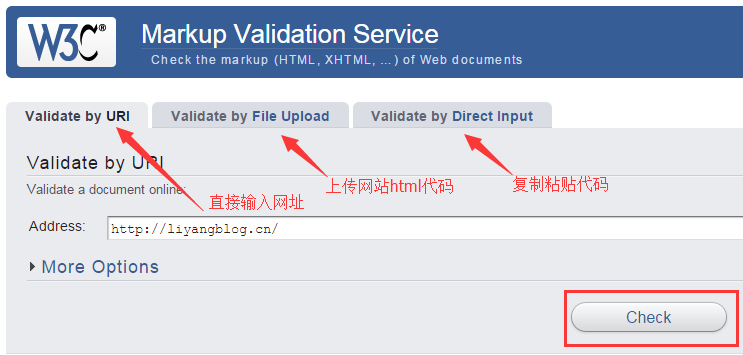 W3C®
Markup Validation Service
Check the markup (HTML, XHTML, …) of Web documents
Validate by URI
Validate by File Upload
Validate by Direct Input
Validate by URI
上传网站html代码
复制粘贴代码
Validate a document online:
直接输入网址
Address:
http://liyangblog.cn/
More Options
Check